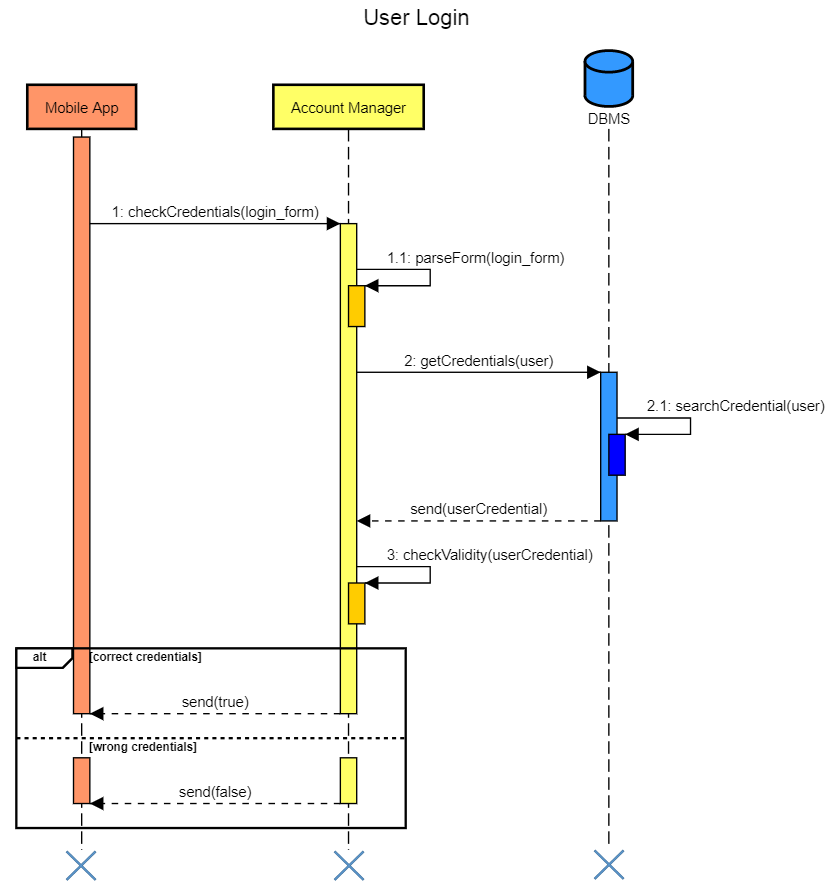 User Login
Mobile App
Account Manager
DBMS
1: checkCredentials(login_form)
1.1: parseForm(login_form)
2: getCredentials(user)
2.1: searchCredential(user)
send(userCredential)
3: checkValidity(userCredential)
alt
[correct credentials]
send(true)
[wrong credentials]
send(false)